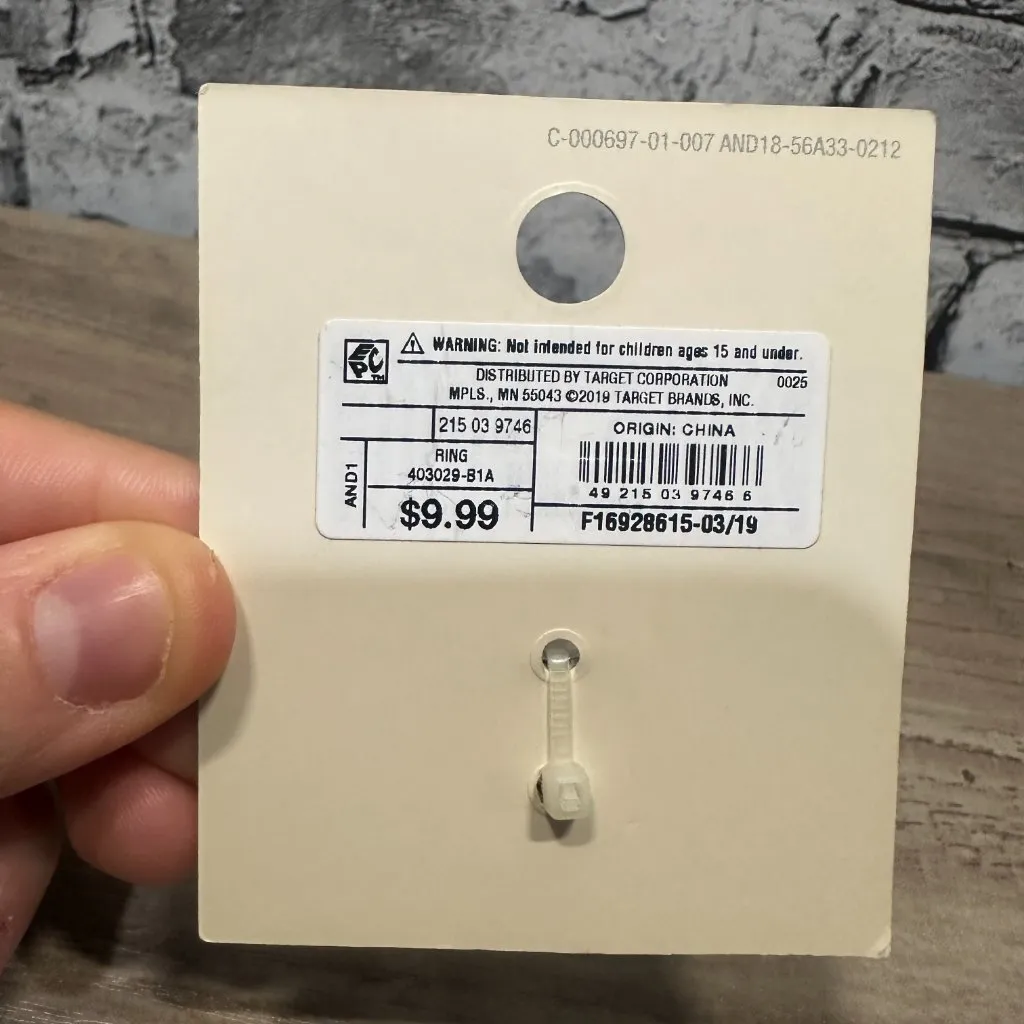 C-000697-01-007 AND18-56A33-0212
EPC™
WARNING: Not intended for children ages 15 and under.
DISTRIBUTED BY TARGET CORPORATION 0025
MPLS., MN 55043 ©2019 TARGET BRANDS, INC.
215 03 9746
ORIGIN: CHINA
RING
403029-B1A
AND1
49 215 03 9746 6
$9.99
F16928615-03/19